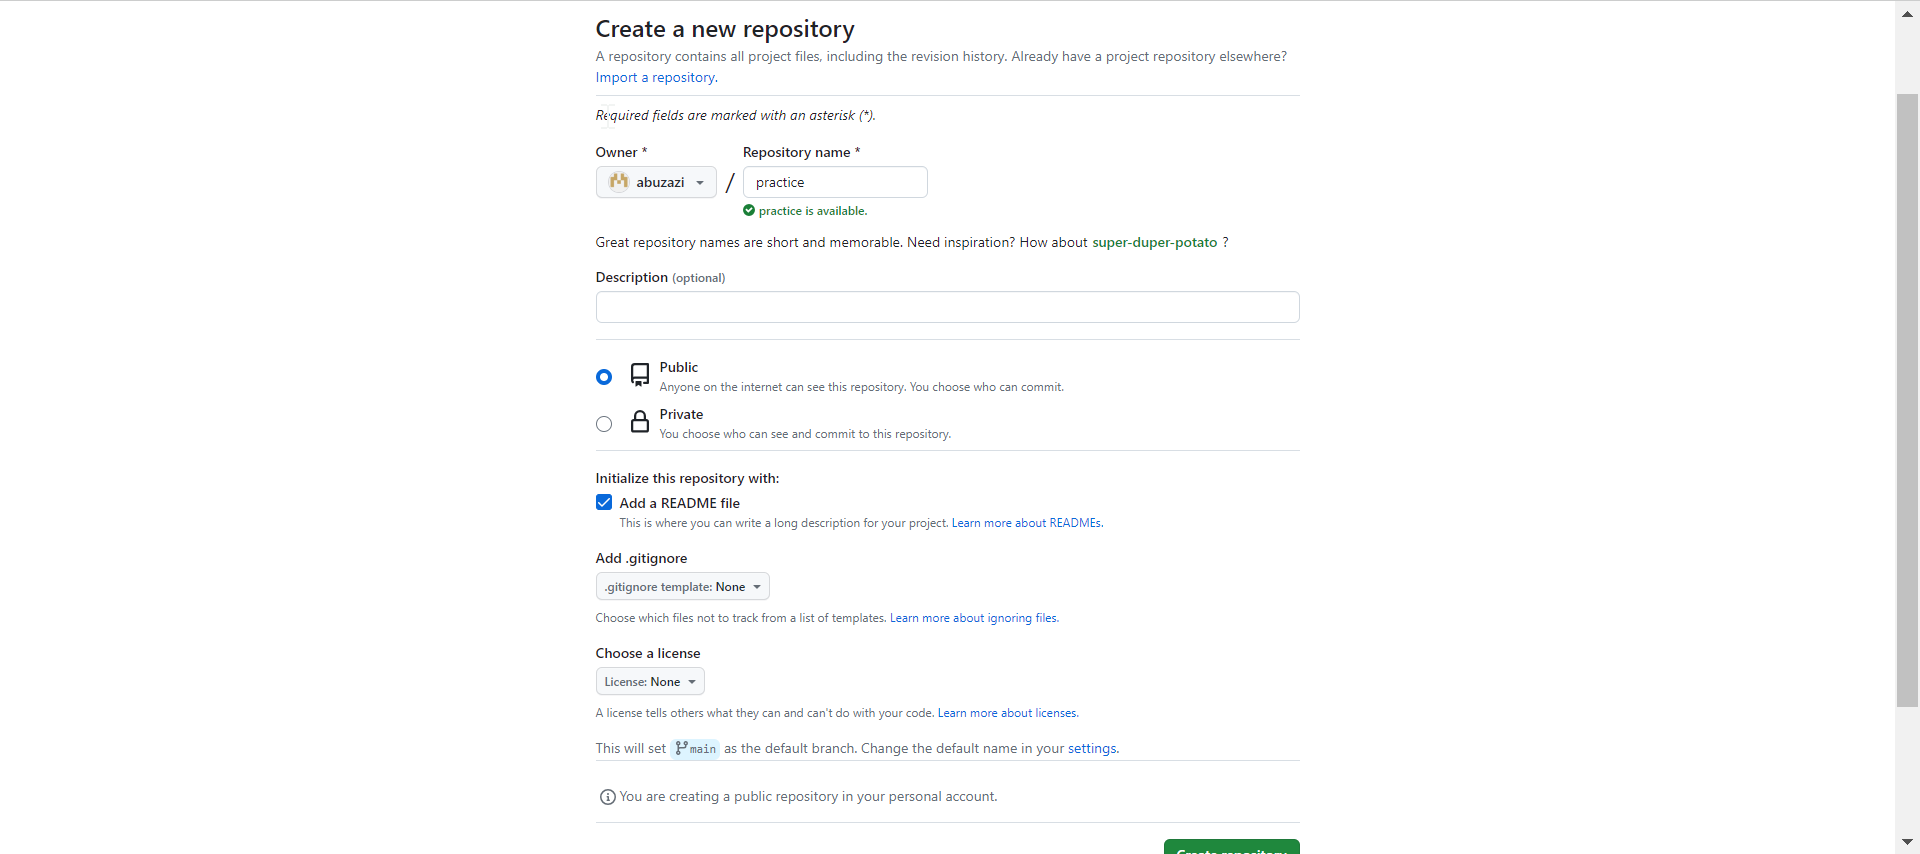 Create a new repository
A repository contains all project files, including the revision history. Already have a project repository elsewhere?
Import a repository.
Required fields are marked with an asterisk (*).
Owner * Repository name *
abuzazi / practice
practice is available.
Great repository names are short and memorable. Need inspiration? How about super-duper-potato ?
Description (optional)
Public
Anyone on the internet can see this repository. You choose who can commit.
Private
You choose who can see and commit to this repository.
Initialize this repository with:
Add a README file
This is where you can write a long description for your project. Learn more about READMEs.
Add .gitignore
.gitignore template: None
Choose which files not to track from a list of templates. Learn more about ignoring files.
Choose a license
License: None
A license tells others what they can and can't do with your code. Learn more about licenses.
This will set main as the default branch. Change the default name in your settings.
You are creating a public repository in your personal account.
Create repository